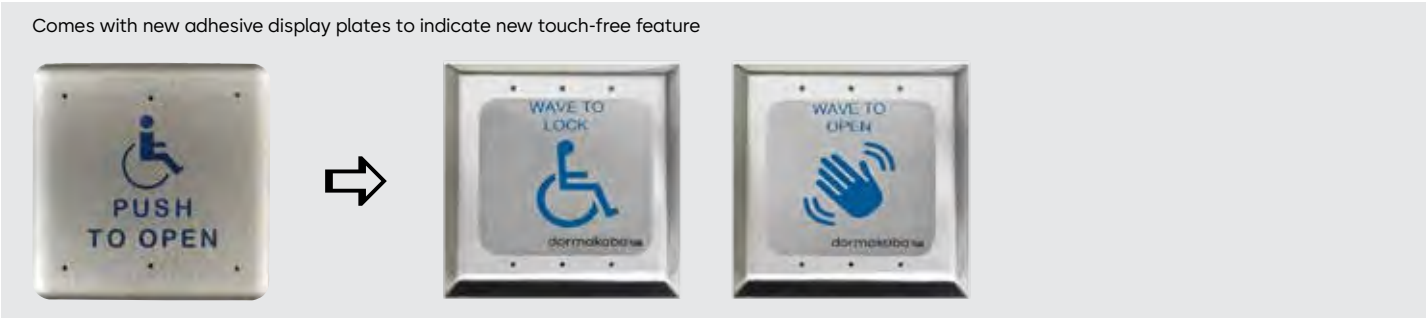 Comes with new adhesive display plates to indicate new touch-free feature
PUSH
TO OPEN
WAVE TO
LOCK
dormakaba
WAVE TO
OPEN
dormakaba